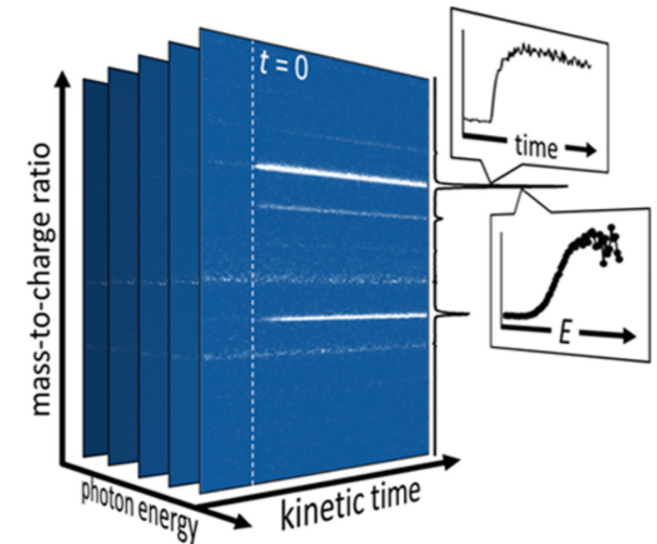 t = 0
time
E
mass-to-charge ratio
photon energy
kinetic time